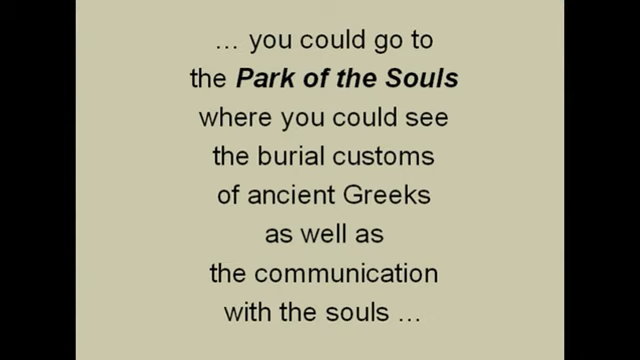 … you could go to
the Park of the Souls
where you could see
the burial customs
of ancient Greeks
as well as
the communication
with the souls …